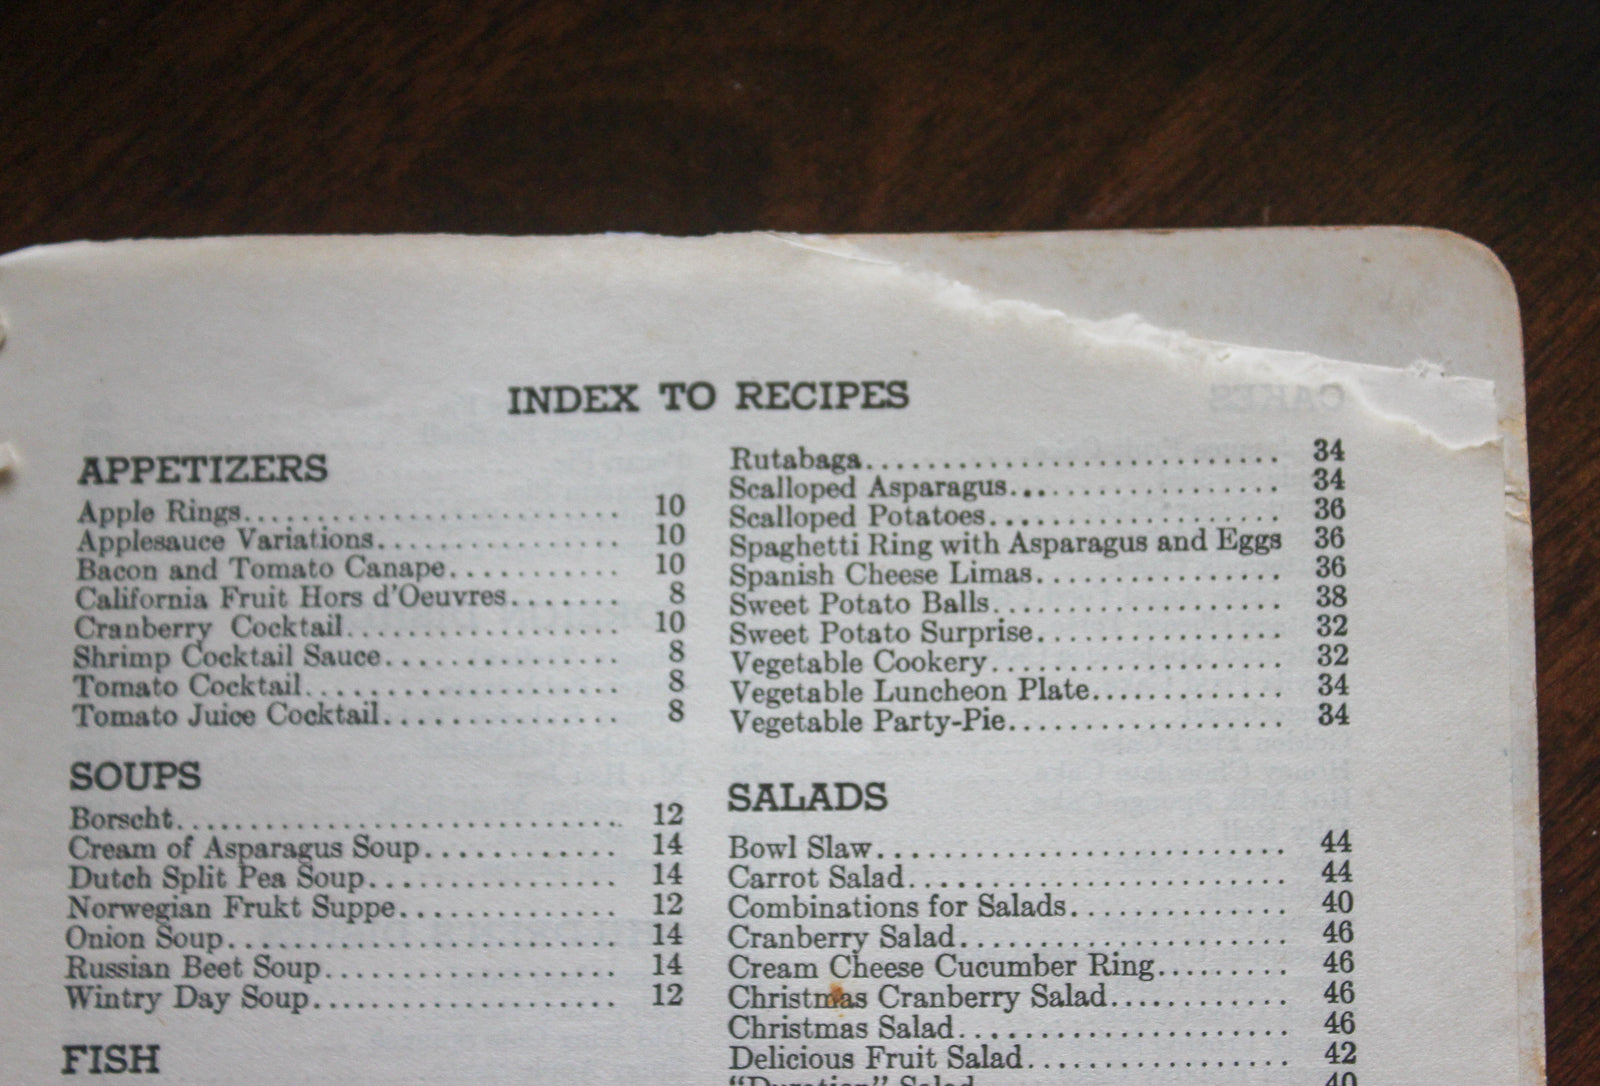 INDEX TO RECIPES
APPETIZERS
Apple Rings.......................... 10
Applesauce Variations................ 10
Bacon and Tomato Canape............ 10
California Fruit Hors d'Oeuvres....... 8
Cranberry Cocktail................... 10
Shrimp Cocktail Sauce................ 8
Tomato Cocktail...................... 8
Tomato Juice Cocktail................ 8
SOUPS
Borscht.............................. 12
Cream of Asparagus Soup............. 14
Dutch Split Pea Soup................. 14
Norwegian Frukt Suppe............... 12
Onion Soup.......................... 14
Russian Beet Soup.................... 14
Wintry Day Soup..................... 12
FISH
Rutabaga............................ 34
Scalloped Asparagus.................. 34
Scalloped Potatoes.................... 36
Spaghetti Ring with Asparagus and Eggs 36
Spanish Cheese Limas................. 36
Sweet Potato Balls.................... 38
Sweet Potato Surprise................. 32
Vegetable Cookery.................... 32
Vegetable Luncheon Plate............. 34
Vegetable Party-Pie................... 34
SALADS
Bowl Slaw............................ 44
Carrot Salad.......................... 44
Combinations for Salads............... 40
Cranberry Salad...................... 46
Cream Cheese Cucumber Ring......... 46
Christmas Cranberry Salad............ 46
Christmas Salad...................... 46
Delicious Fruit Salad.................. 42
"Duration" Salad 40
CAKES